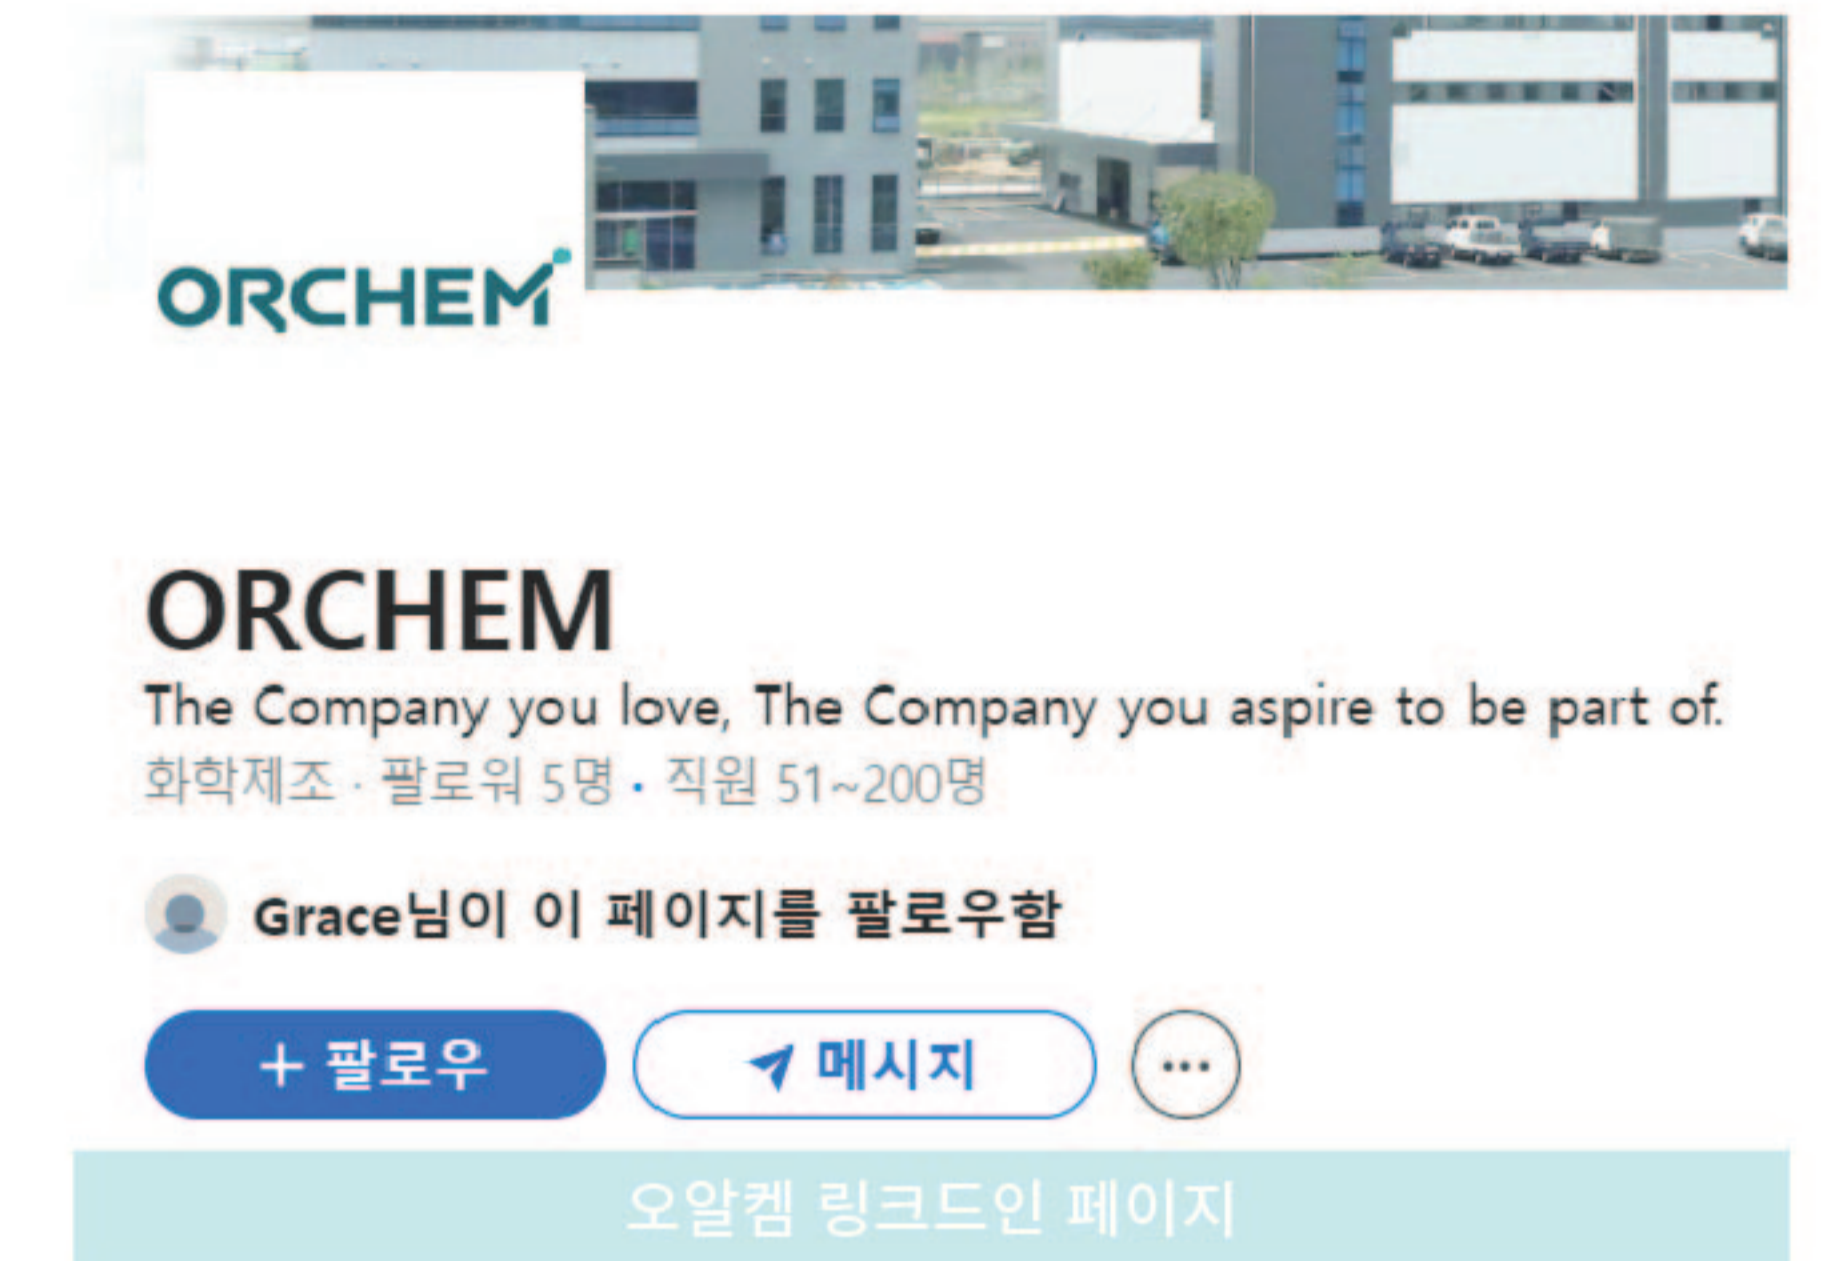 ORCHEM
ORCHEM
The Company you love, The Company you aspire to be part of.
화학제조 · 팔로워 5명 • 직원 51~200명
Grace님이 이 페이지를 팔로우함
+ 팔로우
메시지
...
오알켐 링크드인 페이지